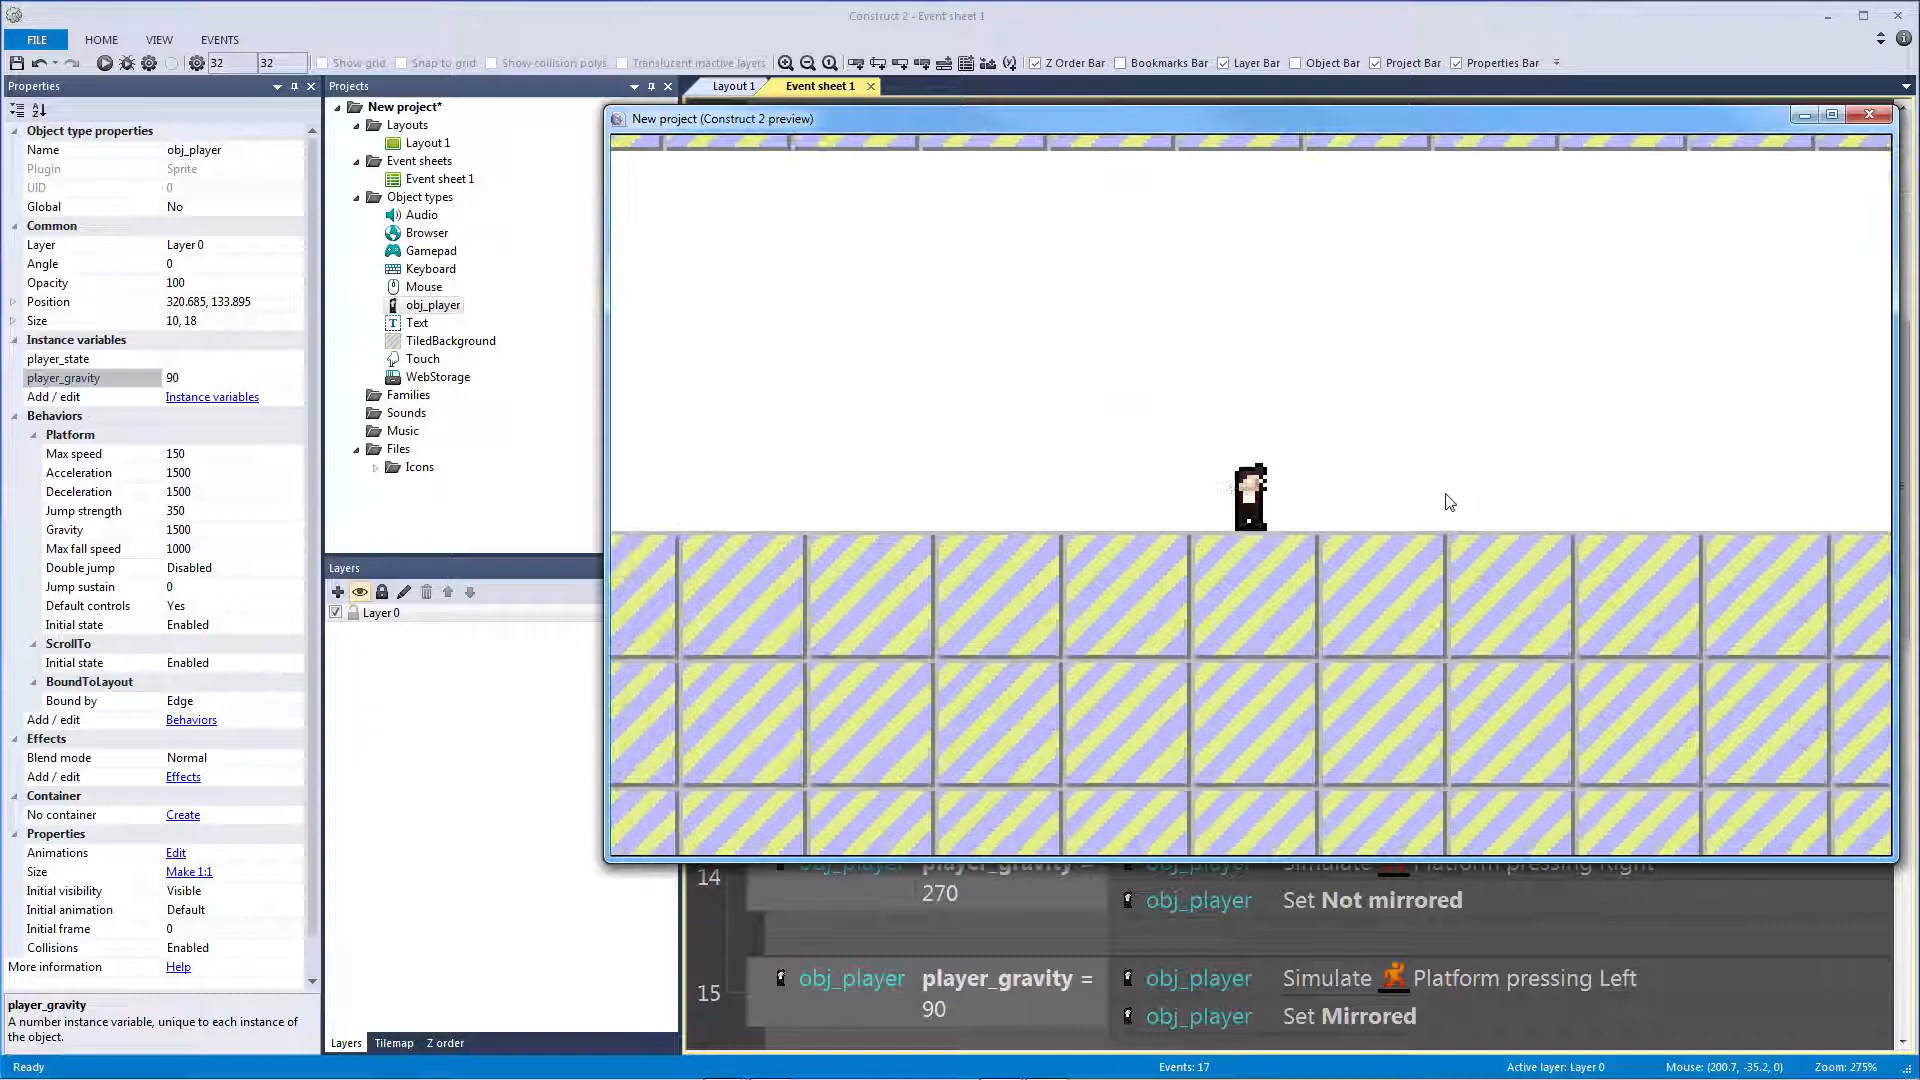 Construct 2 - Event sheet 1
FILE HOME VIEW EVENTS
32 32 Show grid Snap to grid Show collision polys Translucent inactive layers Z Order Bar Bookmarks Bar Layer Bar Object Bar Project Bar Properties Bar
Properties
Object type properties
Name obj_player
Plugin Sprite
UID 0
Global No
Common
Layer Layer 0
Angle 0
Opacity 100
Position 320.685, 133.895
Size 10, 18
Instance variables
player_state
player_gravity 90
Add / edit Instance variables
Behaviors
Platform
Max speed 150
Acceleration 1500
Deceleration 1500
Jump strength 350
Gravity 1500
Max fall speed 1000
Double jump Disabled
Jump sustain 0
Default controls Yes
Initial state Enabled
ScrollTo
Initial state Enabled
BoundToLayout
Bound by Edge
Add / edit Behaviors
Effects
Blend mode Normal
Add / edit Effects
Container
No container Create
Properties
Animations Edit
Size Make 1:1
Initial visibility Visible
Initial animation Default
Initial frame 0
Collisions Enabled
More information Help
player_gravity
A number instance variable, unique to each instance of
the object.
Projects
New project*
Layouts
Layout 1
Event sheets
Event sheet 1
Object types
Audio
Browser
Gamepad
Keyboard
Mouse
obj_player
Text
TiledBackground
Touch
WebStorage
Families
Sounds
Music
Files
Icons
Layers
Layer 0
Layers Tilemap Z order
Layout 1 Event sheet 1
New project (Construct 2 preview)
14 obj_player player_gravity = obj_player Simulate Platform pressing Right
270 obj_player Set Not mirrored
15 obj_player player_gravity = obj_player Simulate Platform pressing Left
90 obj_player Set Mirrored
Ready Events: 17 Active layer: Layer 0 Mouse: (200.7, -35.2, 0) Zoom: 275%